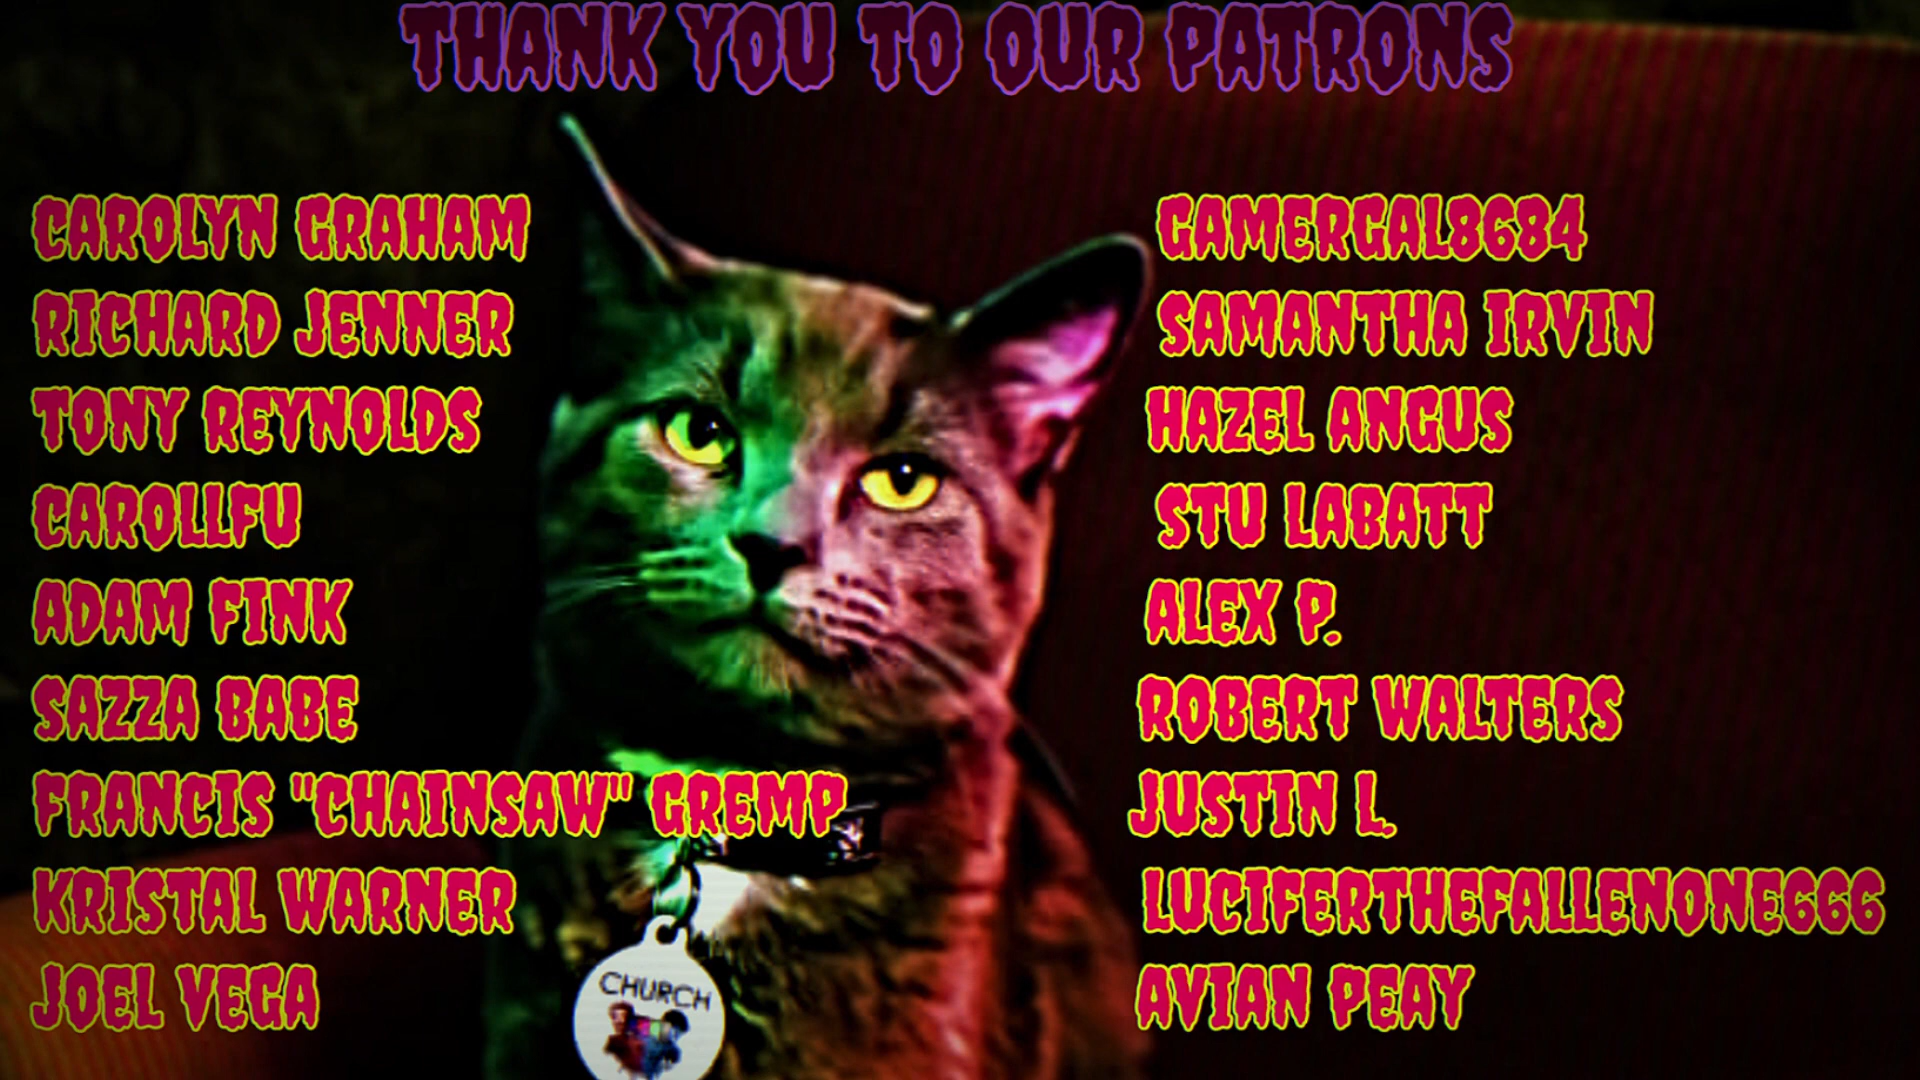 THANK YOU TO OUR PATRONS
CAROLYN GRAHAM
RICHARD JENNER
TONY REYNOLDS
CAROLLFU
ADAM FINK
SAZZA BABE
FRANCIS "CHAINSAW" GREMP
KRISTAL WARNER
JOEL VEGA
GAMERGAL8684
SAMANTHA IRVIN
HAZEL ANGUS
STU LABATT
ALEX P.
ROBERT WALTERS
JUSTIN L.
LUCIFERTHEFALLENONE666
AVIAN PEAY
CHURCH